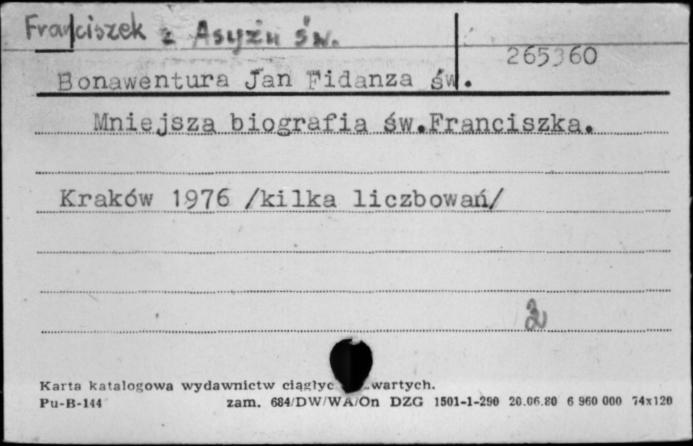 Franciszek z Asyżu św.
265360
Bonawentura Jan Fidanza św.
Mniejsza biografia św.Franciszka.
Kraków 1976 /kilka liczbowań/
2
Karta katalogowa wydawnictw ciągłyc wartych.
Pu-B-144 zam. 684/DW/WA/On DZG 1501-1-290 20.06.80 6 960 000 74x120